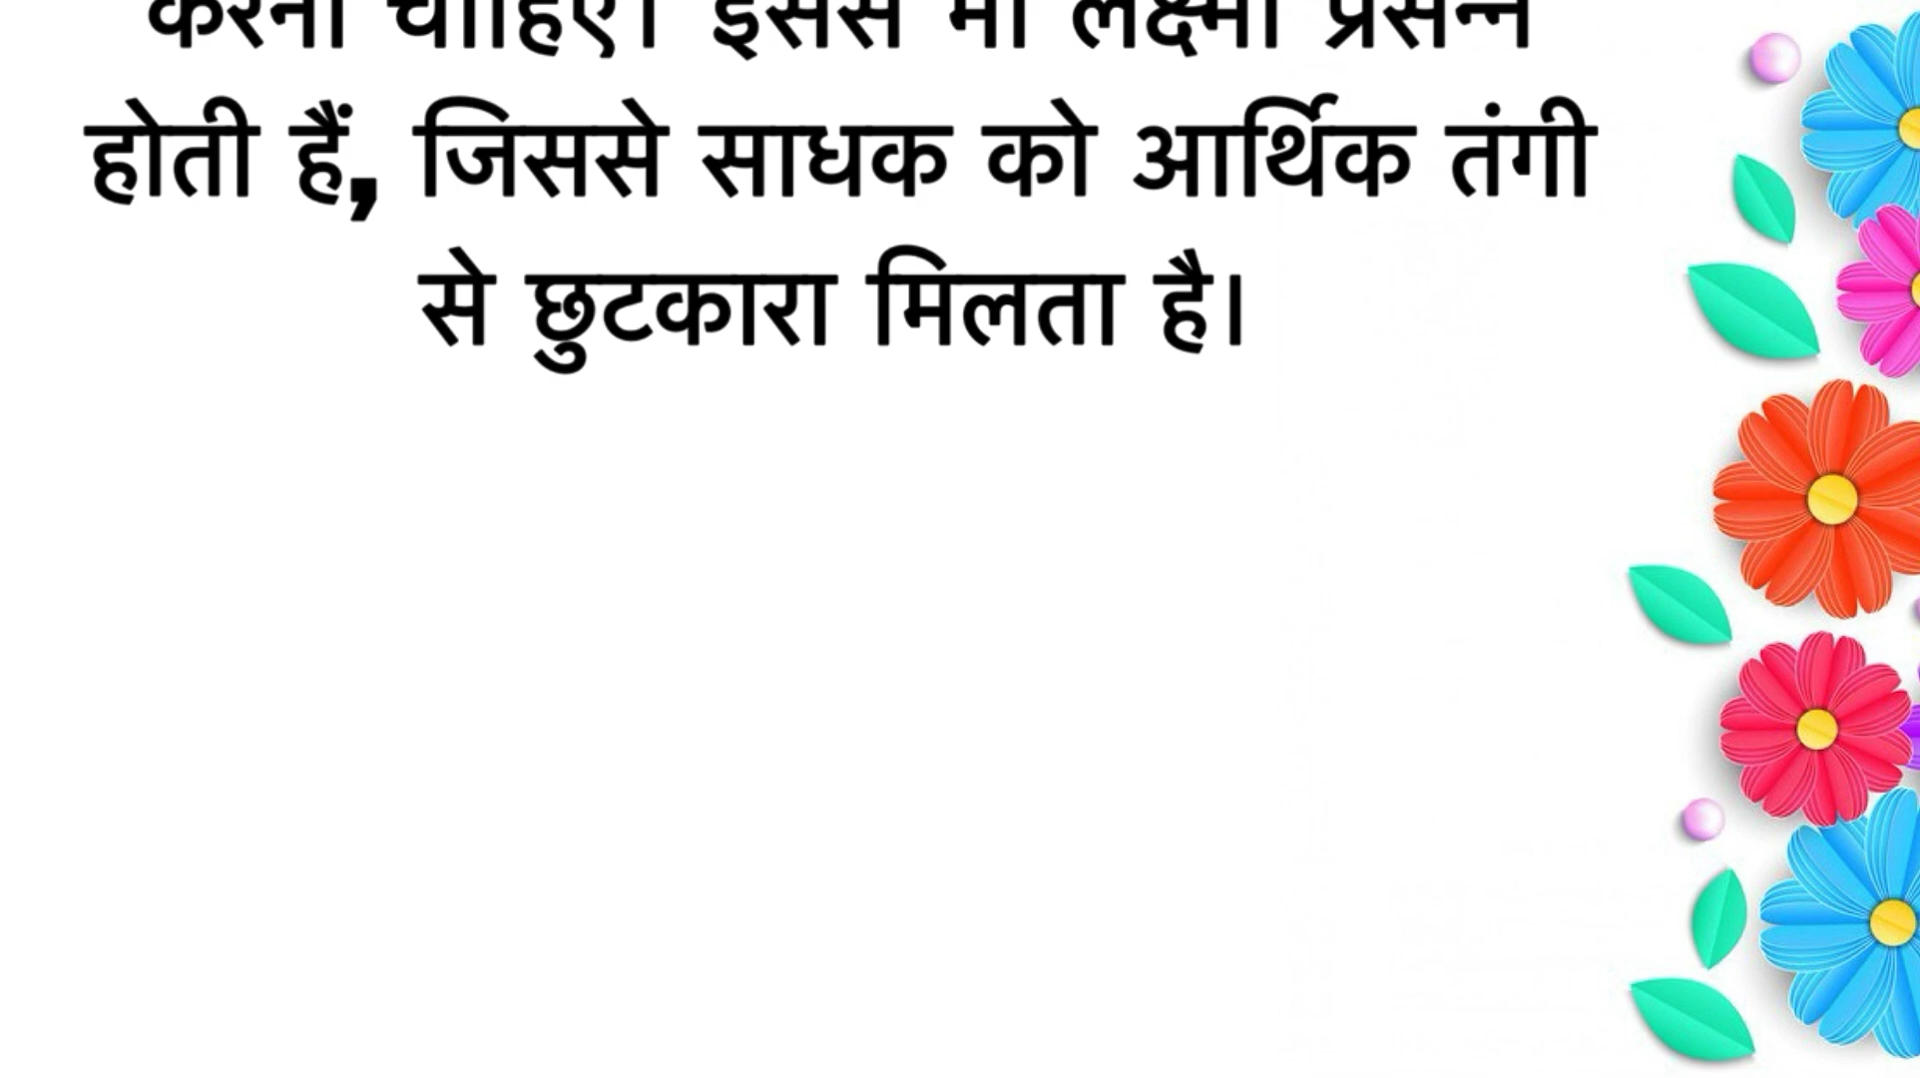 करना चाहिए। इससे मां लक्ष्मी प्रसन्न
होती हैं, जिससे साधक को आर्थिक तंगी
से छुटकारा मिलता है।